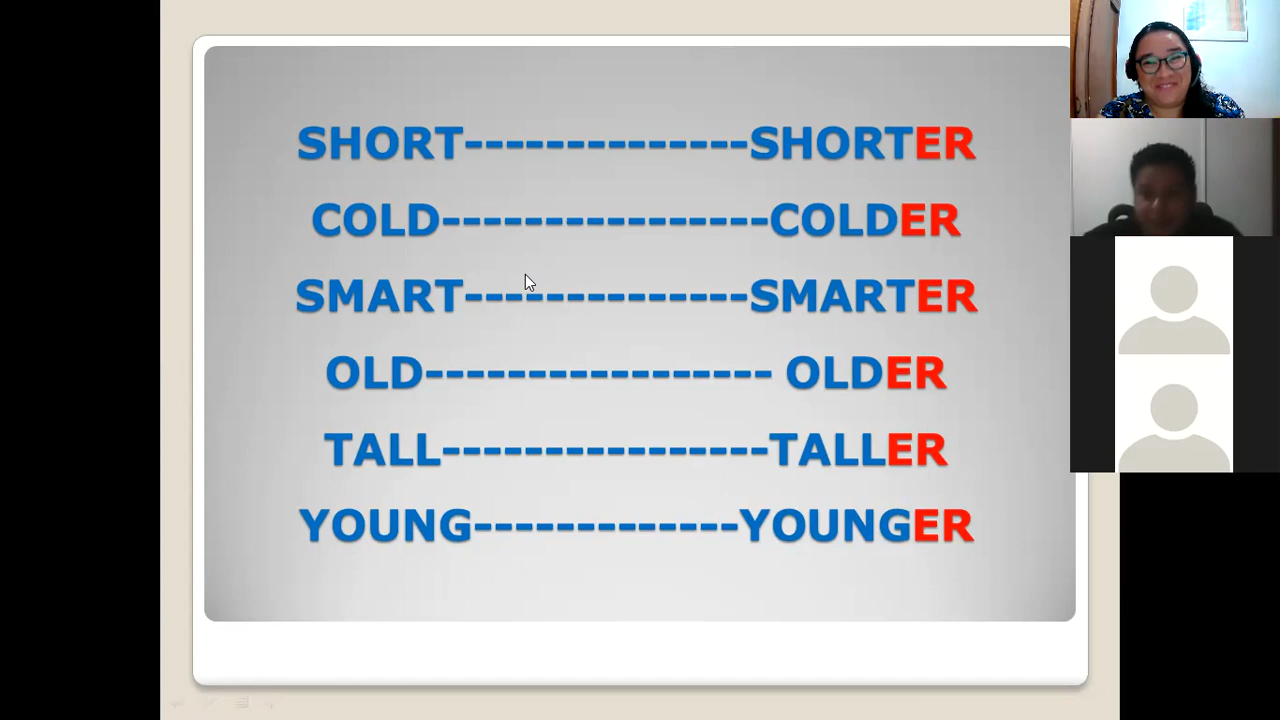 SHORT--------------SHORTER
COLD----------------COLDER
SMART--------------SMARTER
OLD----------------- OLDER
TALL----------------TALLER
YOUNG-------------YOUNGER